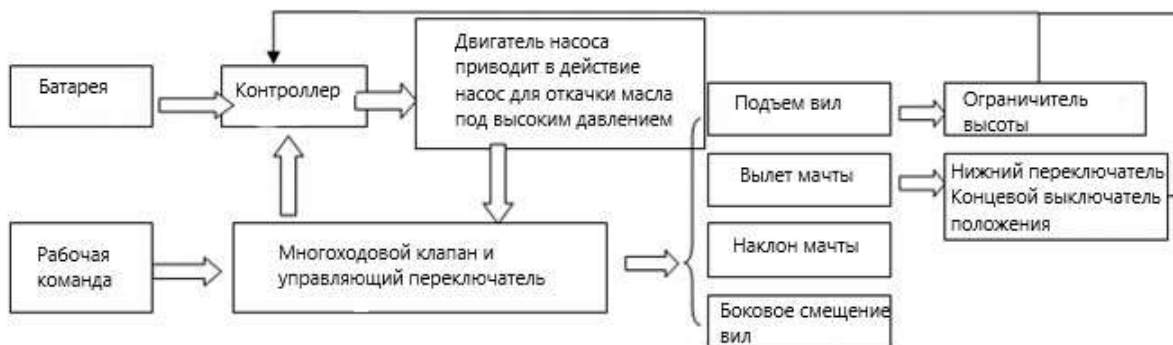 Батарея
Контроллер
Двигатель насоса
приводит в действие
насос для откачки масла
под высоким давлением
Подъем вил
Ограничитель
высоты
Вылет мачты
Нижний переключатель
Концевой выключатель
положения
Рабочая
команда
Многоходовой клапан и
управляющий переключатель
Наклон мачты
Боковое смещение
вил